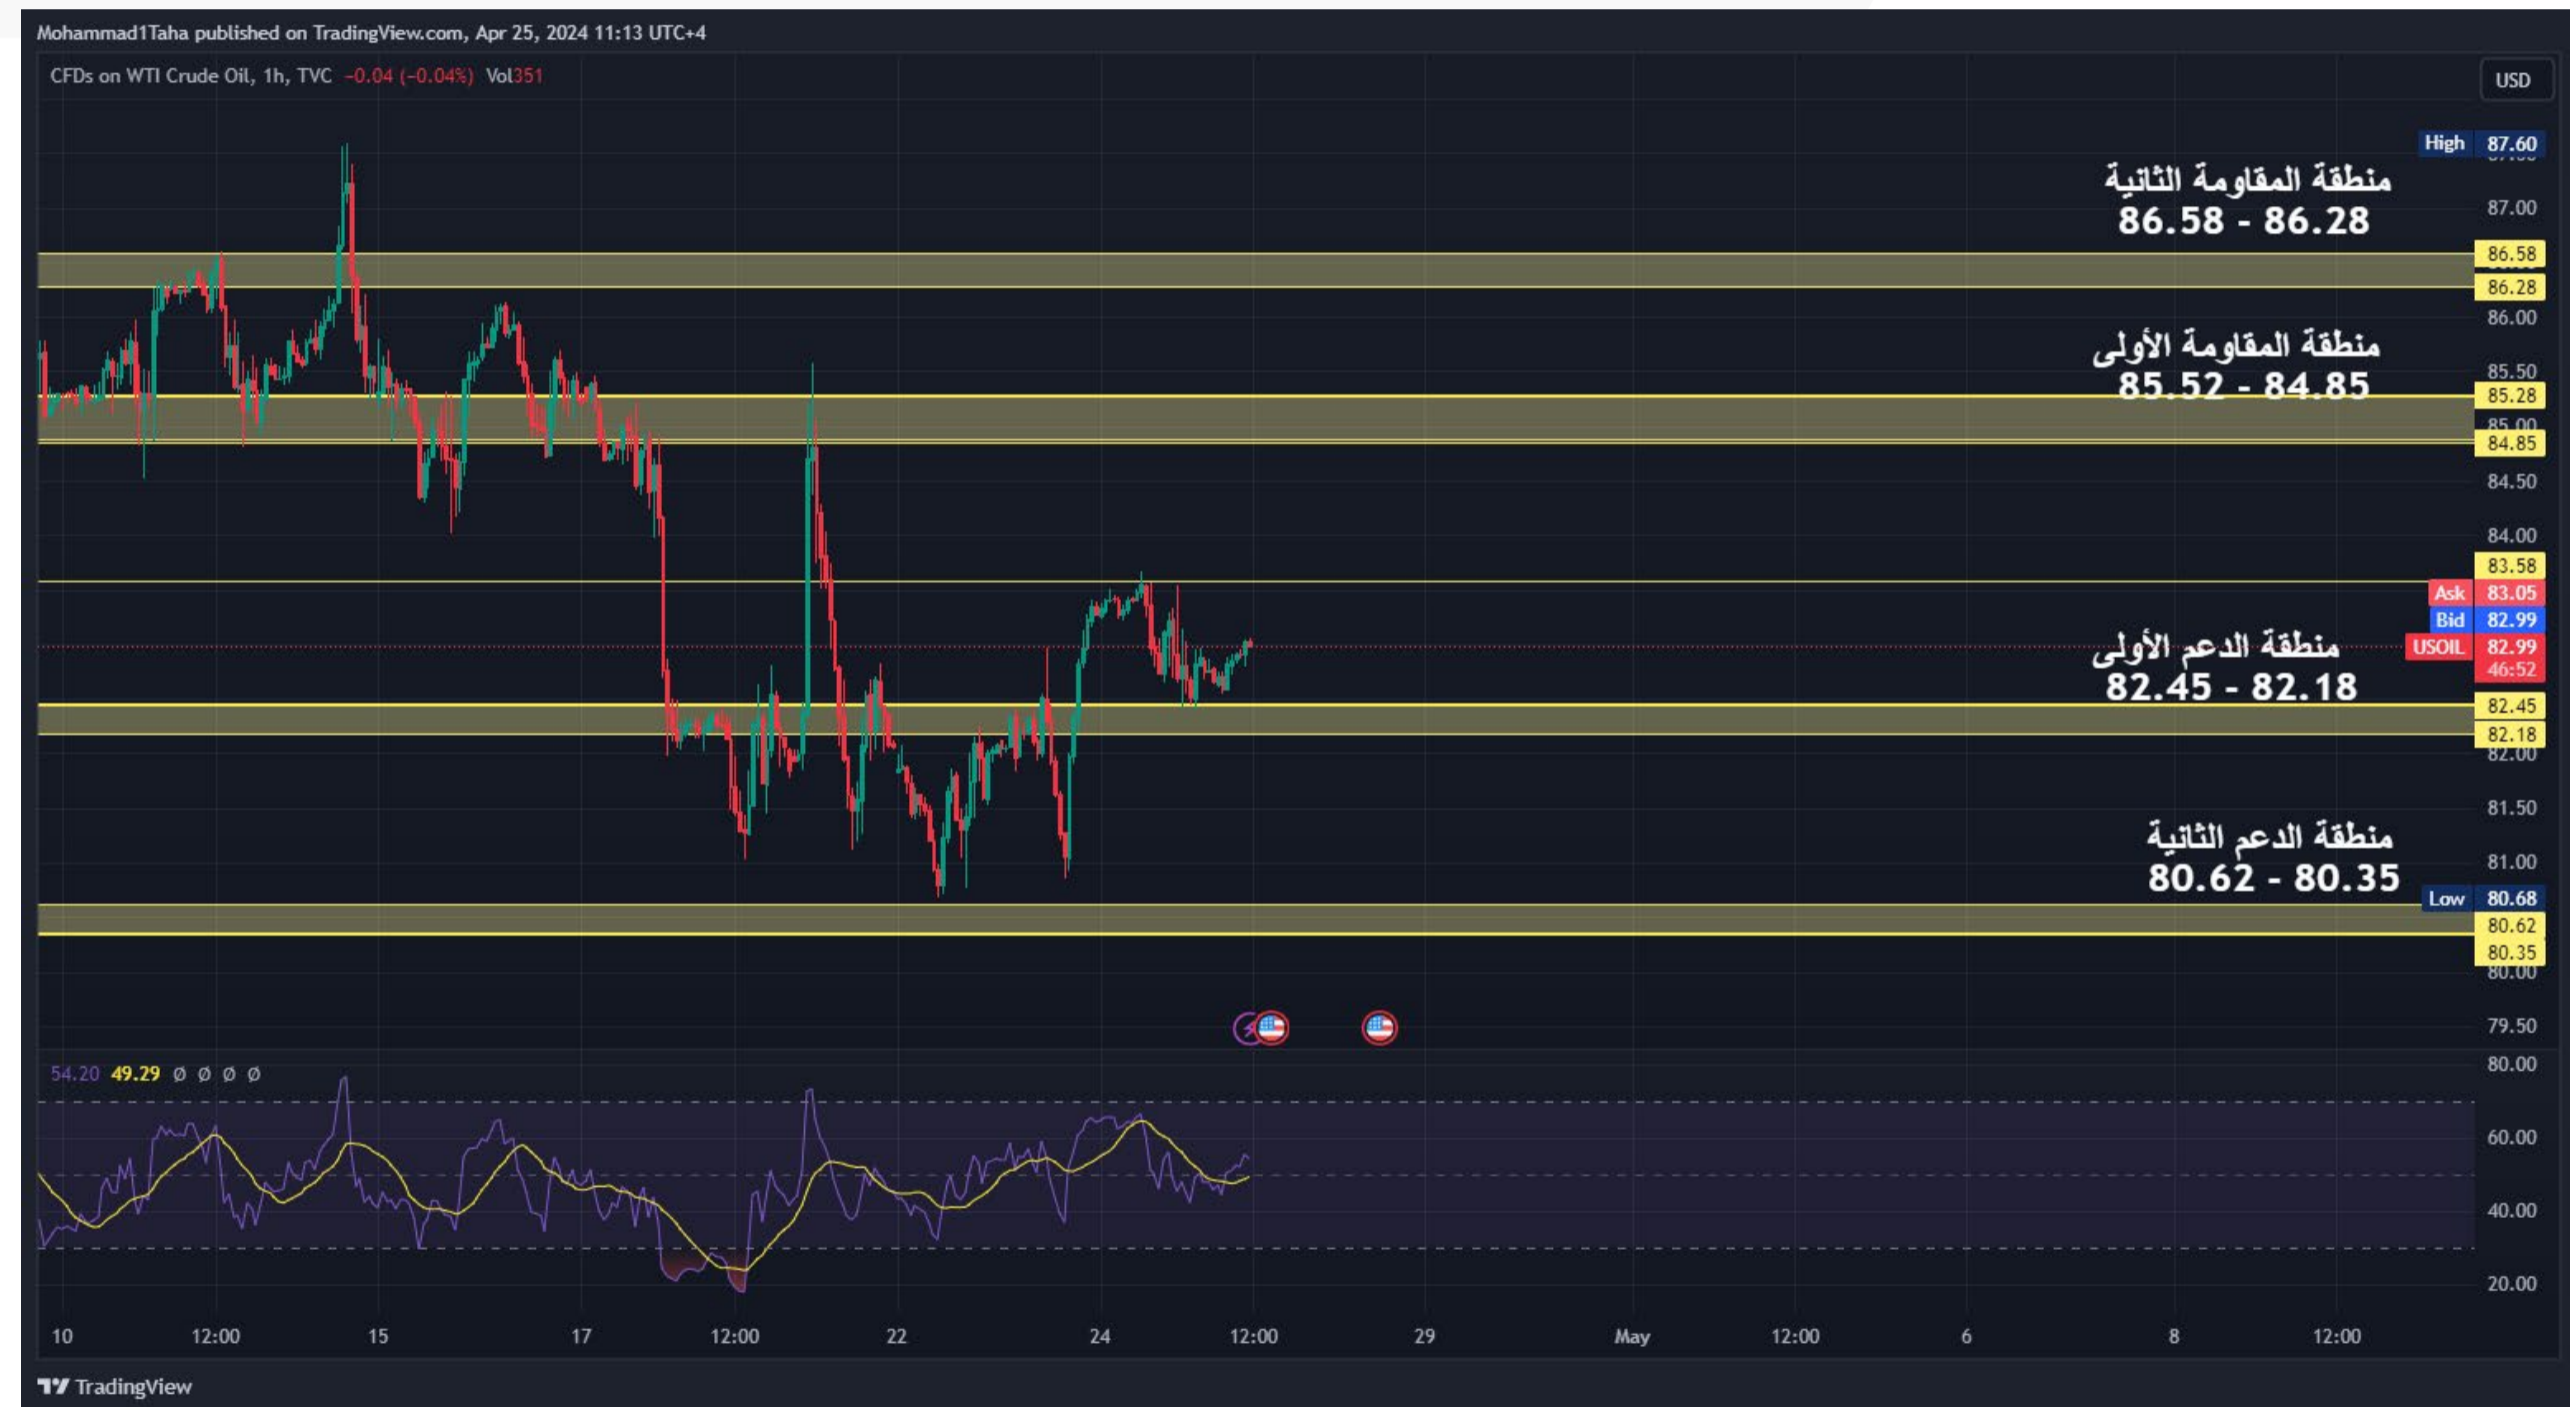 Mohammad1Taha published on TradingView.com, Apr 25, 2024 11:13 UTC+4
CFDs on WTI Crude Oil, 1h, TVC −0.04 (−0.04%) Vol351
USD
High 87.60
منطقة المقاومة الثانية
86.58 - 86.28
87.00
86.58
86.28
86.00
منطقة المقاومة الأولى
85.52 - 84.85
85.50
85.28
85.00
84.85
84.50
84.00
83.58
Ask 83.05
Bid 82.99
USOIL 82.99
46:52
منطقة الدعم الأولى
82.45 - 82.18
82.45
82.18
82.00
81.50
منطقة الدعم الثانية
80.62 - 80.35
81.00
Low 80.68
80.62
80.35
80.00
79.50
54.20 49.29 Ø Ø Ø Ø
80.00
60.00
40.00
20.00
10 12:00 15 17 12:00 22 24 12:00 29 May 12:00 6 8 12:00
TradingView